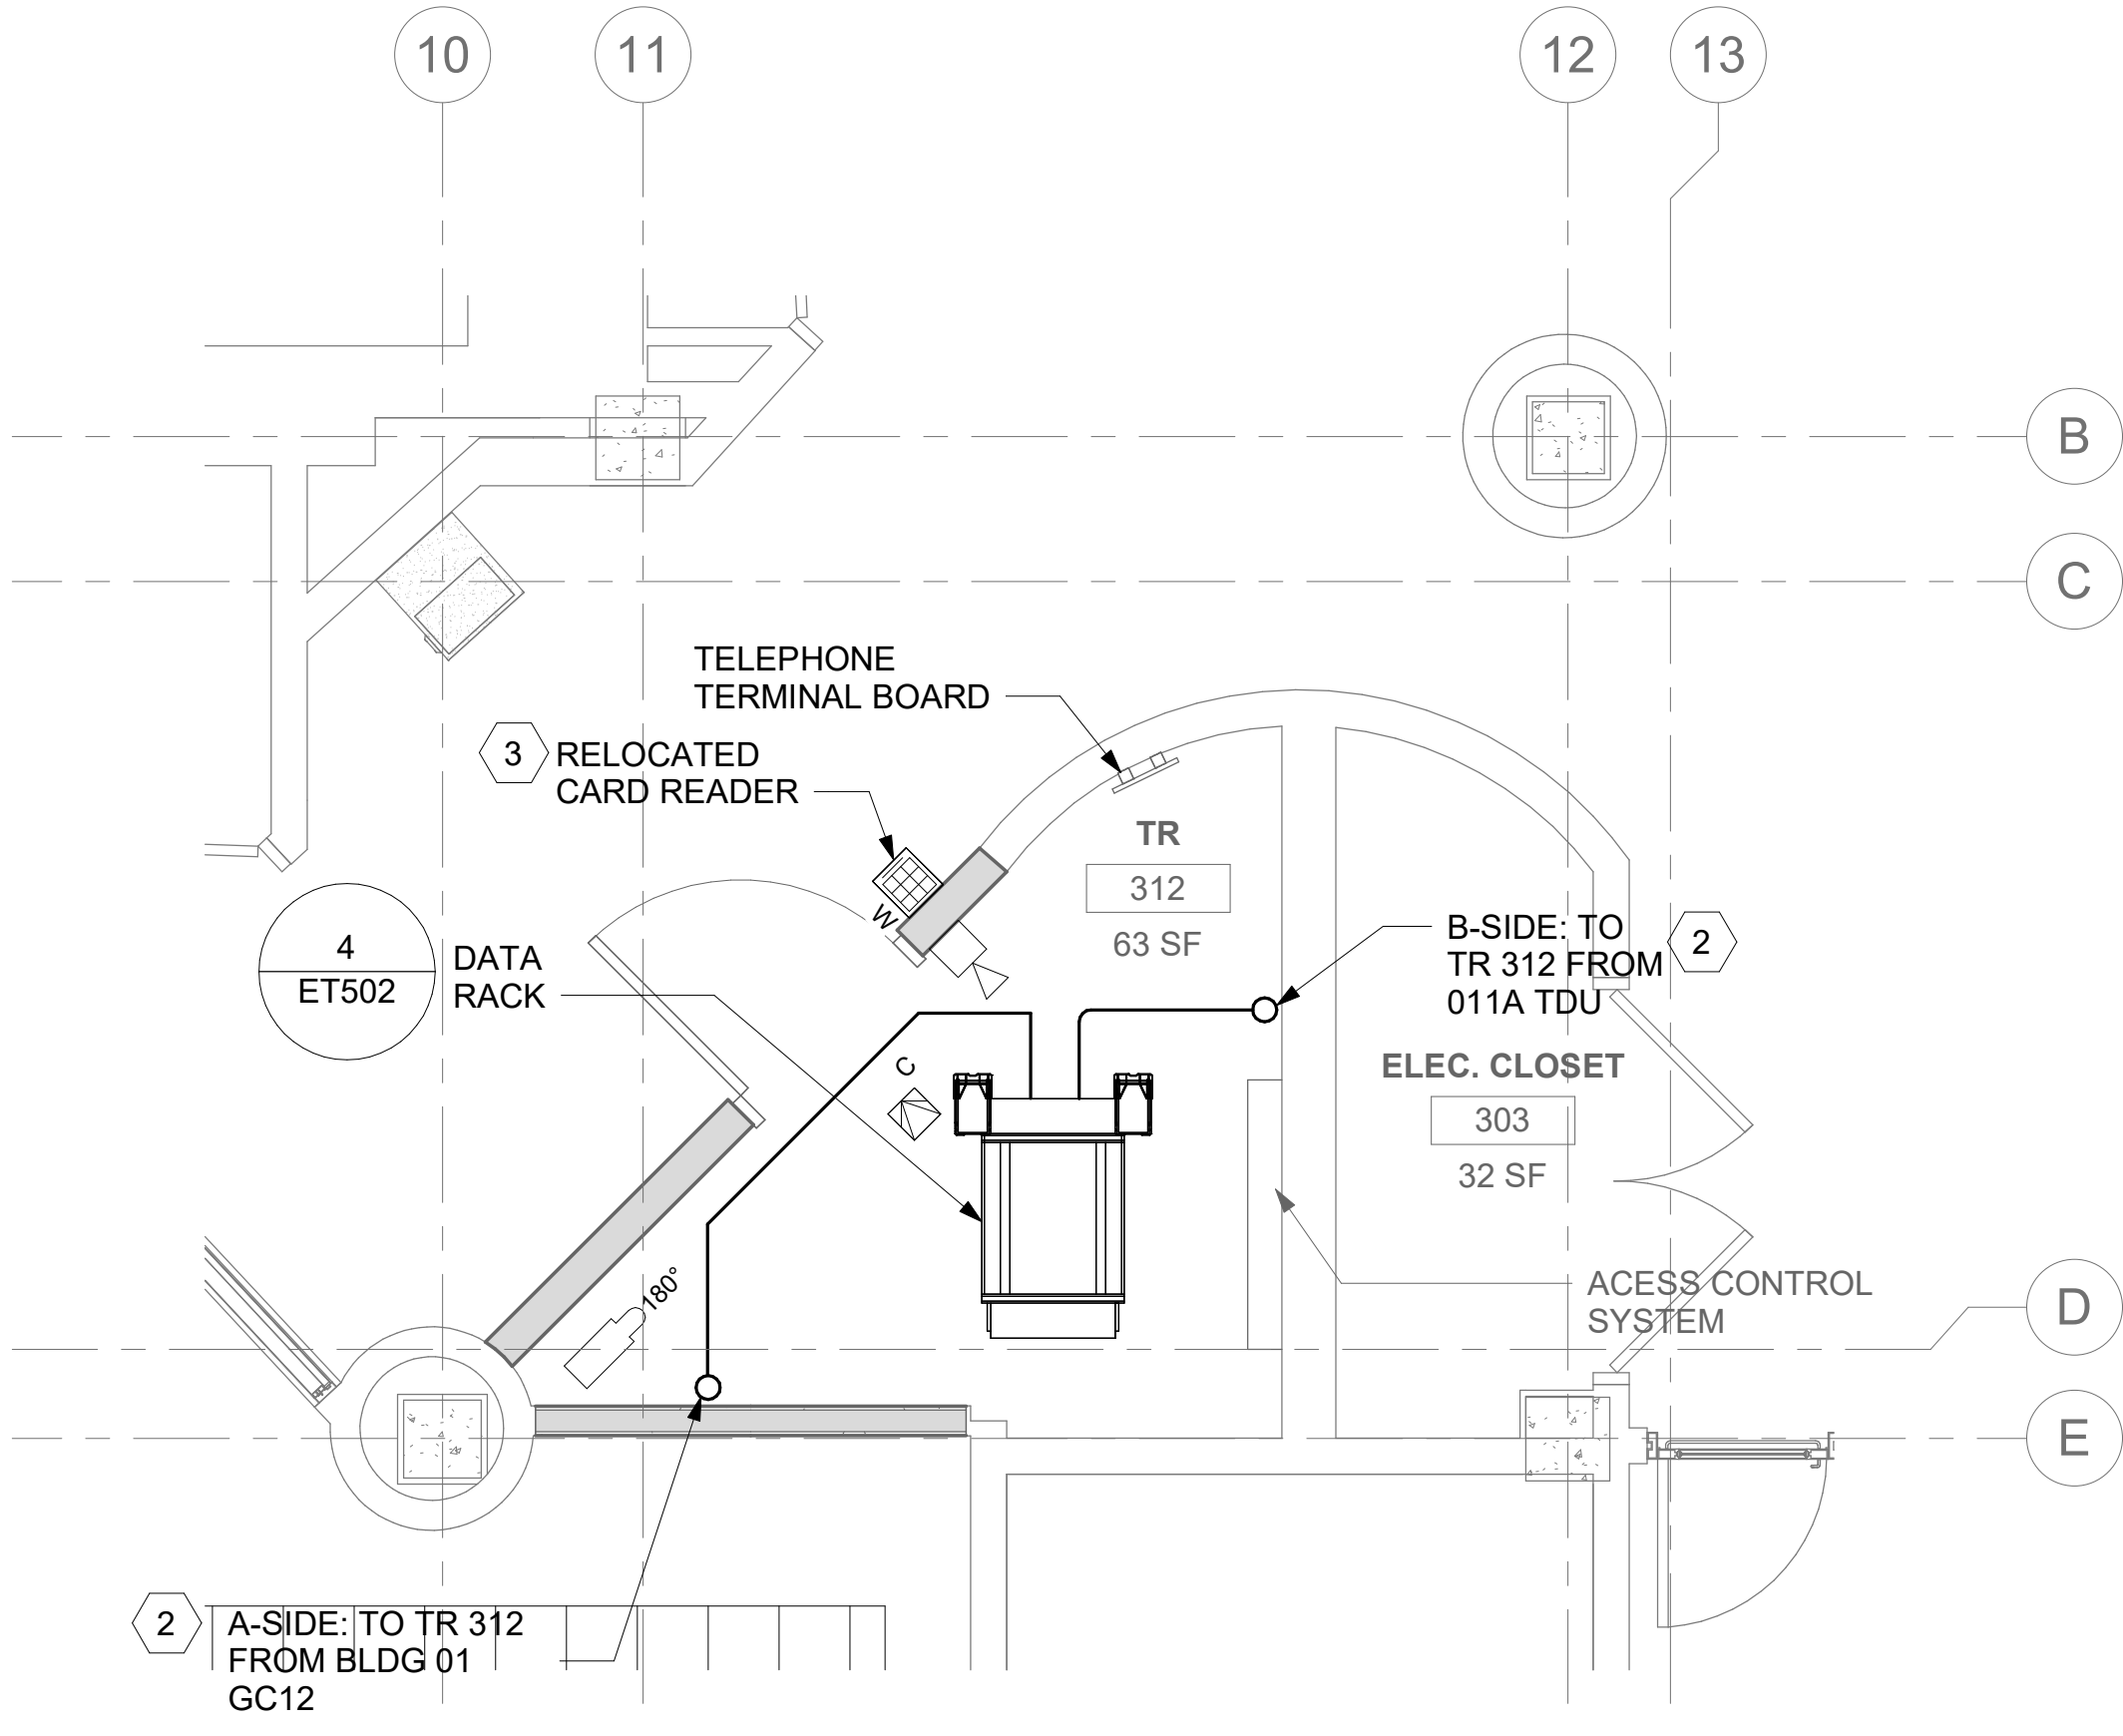 10
11
12
13
B
C
TELEPHONE
TERMINAL BOARD
3
RELOCATED
CARD READER
TR
312
63 SF
W
4
ET502
DATA
RACK
B-SIDE: TO
TR 312 FROM
011A TDU
2
C
ELEC. CLOSET
303
32 SF
180°
ACESS CONTROL
SYSTEM
D
E
2
A-SIDE: TO TR 312
FROM BLDG 01
GC12